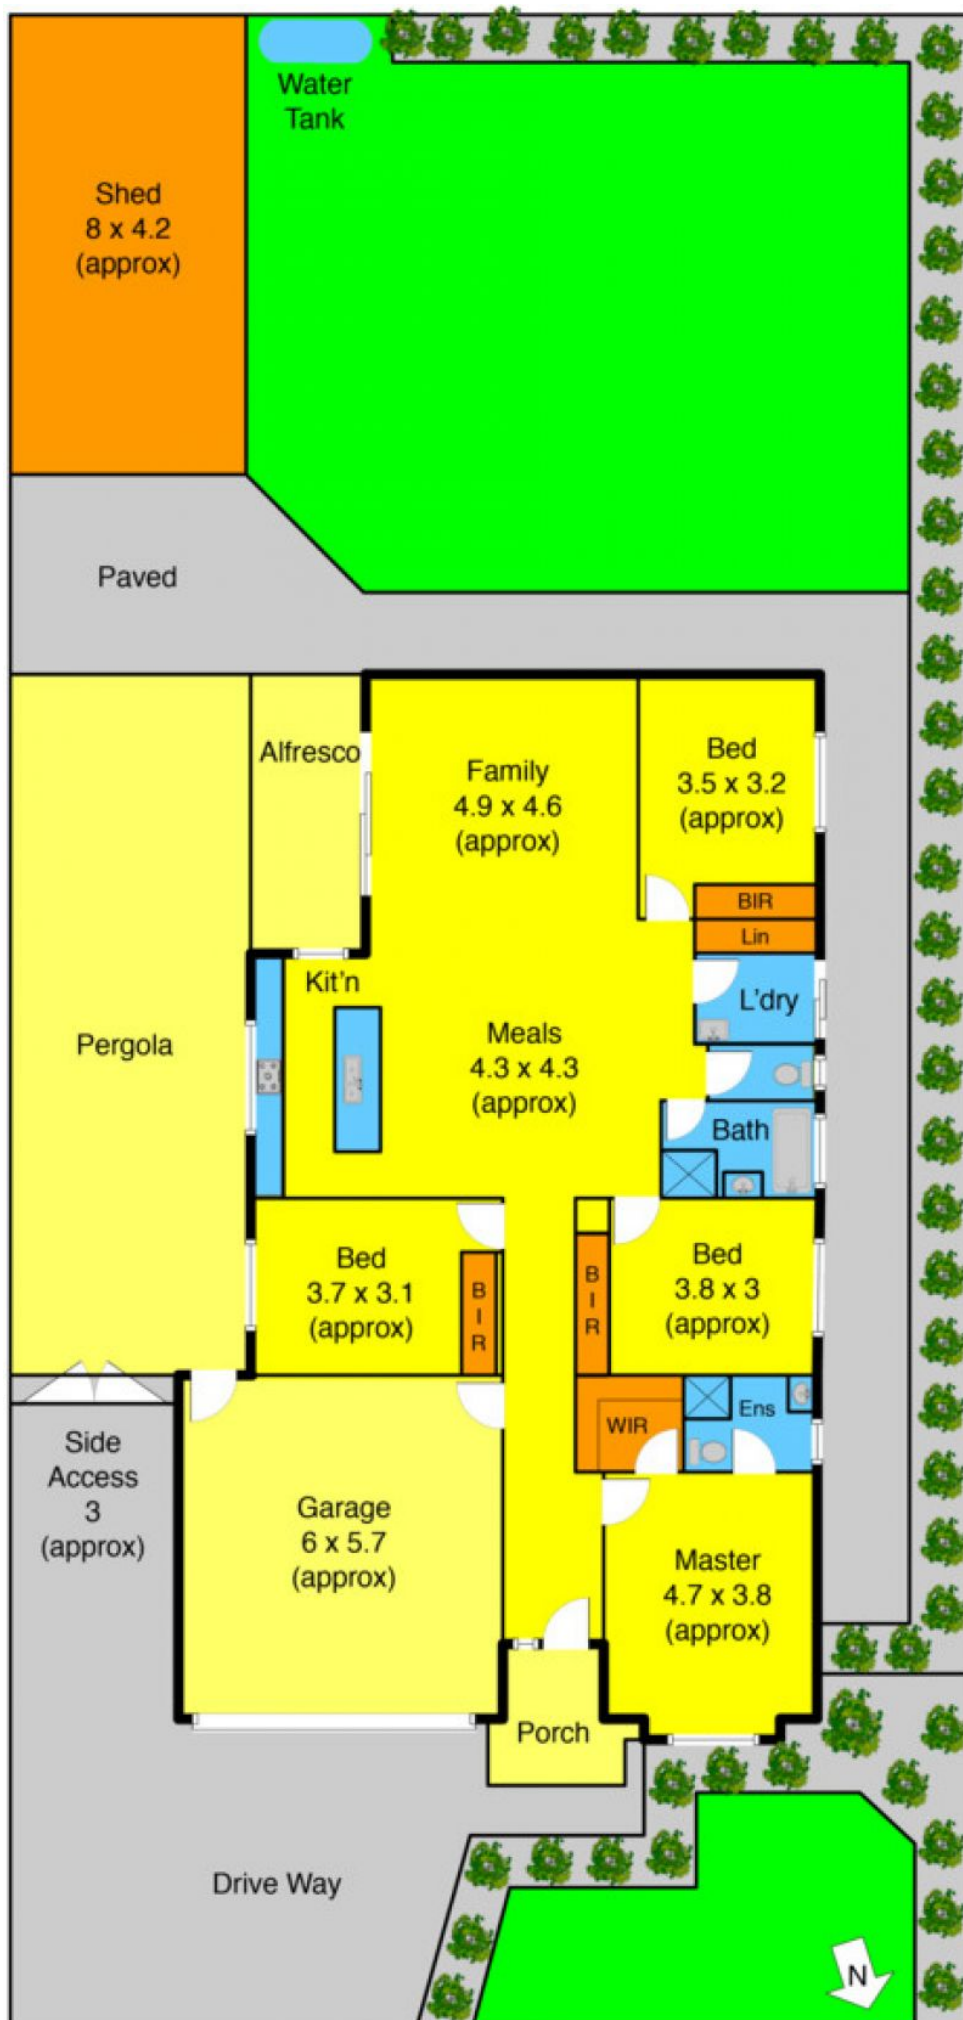 Water
Tank
Shed
8 x 4.2
(approx)
Paved
Alfresco
Family
4.9 x 4.6
(approx)
Bed
3.5 x 3.2
(approx)
BIR
Lin
Kit'n
L'dry
Pergola
Meals
4.3 x 4.3
(approx)
Bath
Bed
3.7 x 3.1
(approx)
B
I
R
B
I
R
Bed
3.8 x 3
(approx)
WIR
Ens
Side
Access
3
(approx)
Garage
6 x 5.7
(approx)
Master
4.7 x 3.8
(approx)
Porch
Drive Way
N